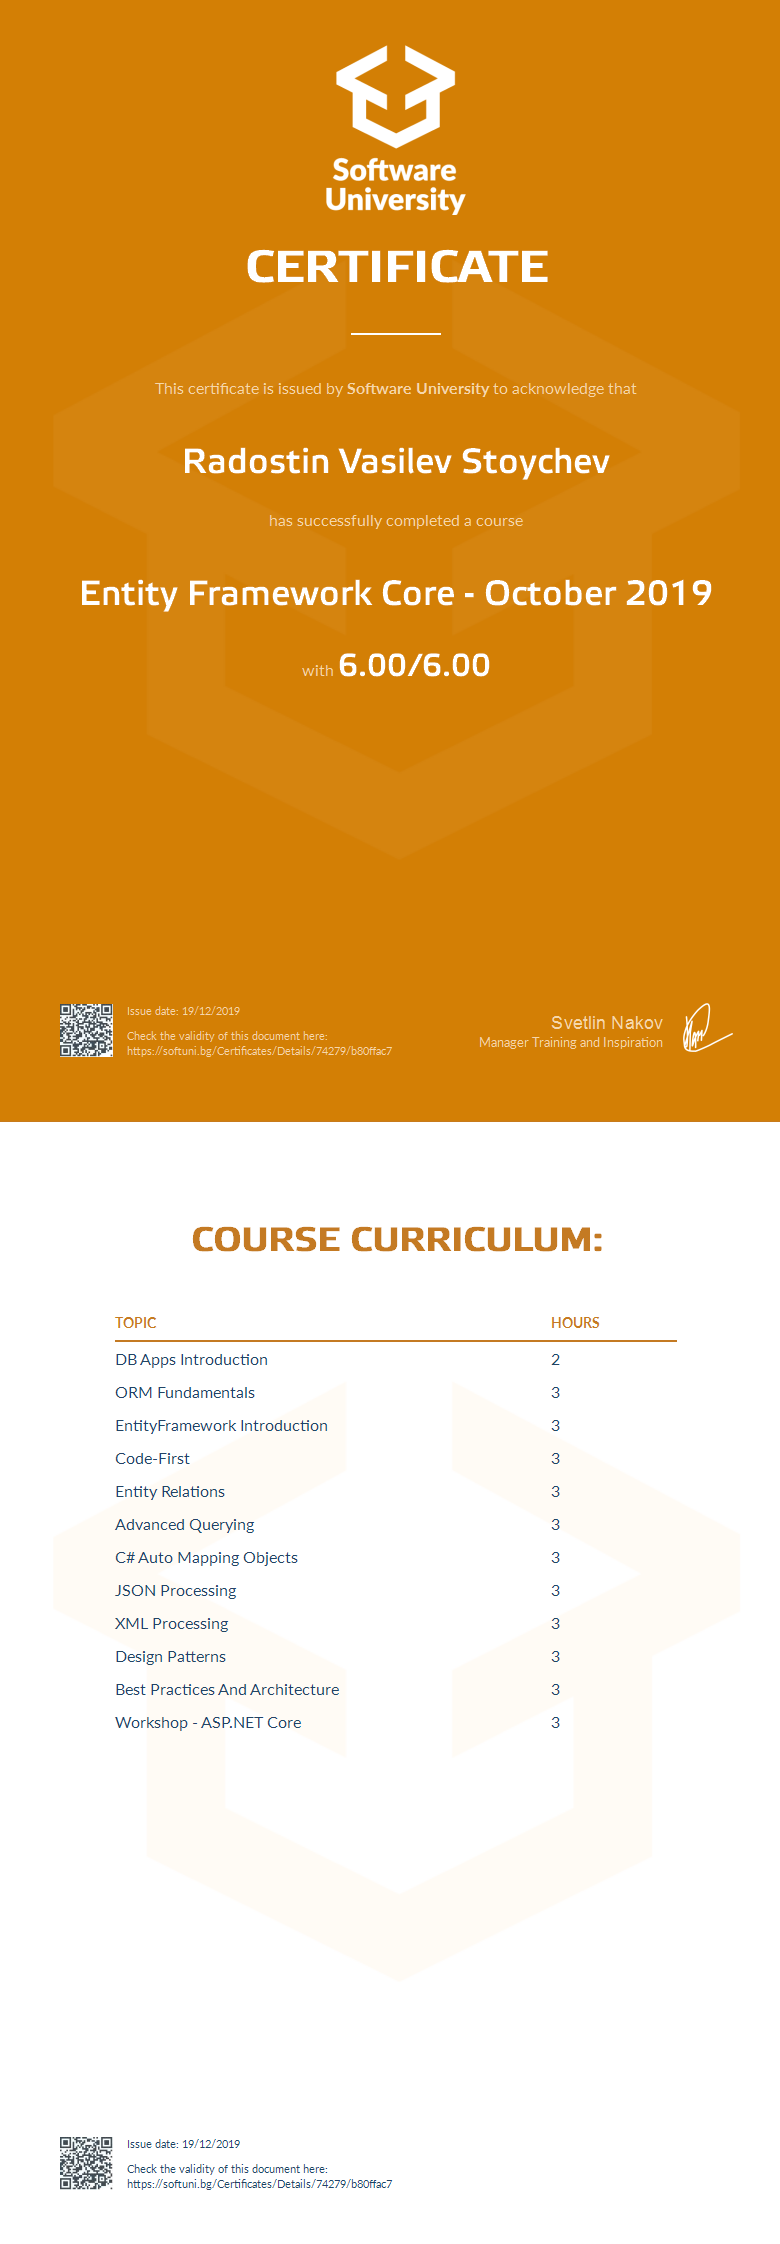 Software
University
CERTIFICATE
This certificate is issued by Software University to acknowledge that
Radostin Vasilev Stoychev
has successfully completed a course
Entity Framework Core - October 2019
with 6.00/6.00
Issue date: 19/12/2019
Check the validity of this document here:
https://softuni.bg/Certificates/Details/74279/b80ffac7
Svetlin Nakov
Manager Training and Inspiration
COURSE CURRICULUM:
TOPIC HOURS
DB Apps Introduction 2
ORM Fundamentals 3
EntityFramework Introduction 3
Code-First 3
Entity Relations 3
Advanced Querying 3
C# Auto Mapping Objects 3
JSON Processing 3
XML Processing 3
Design Patterns 3
Best Practices And Architecture 3
Workshop - ASP.NET Core 3
Issue date: 19/12/2019
Check the validity of this document here:
https://softuni.bg/Certificates/Details/74279/b80ffac7